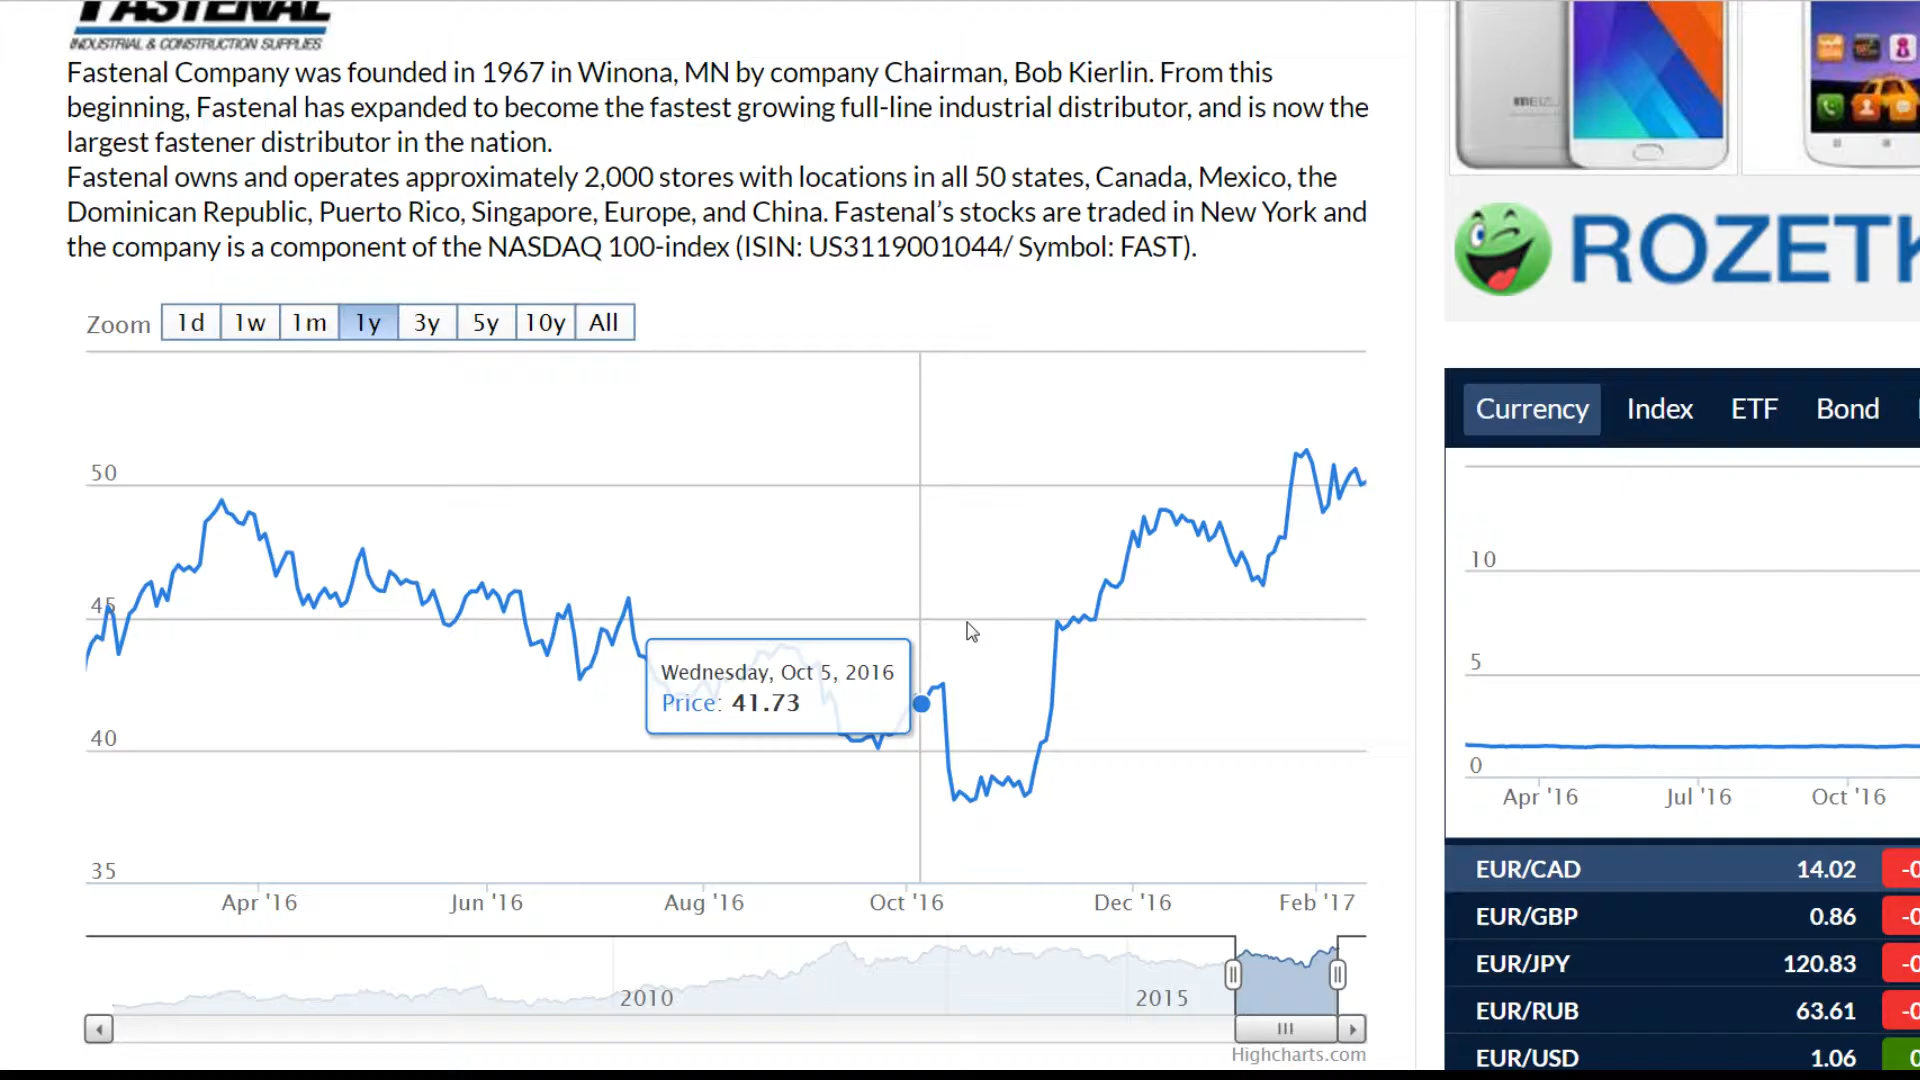 FASTENAL
INDUSTRIAL & CONSTRUCTION SUPPLIES
Fastenal Company was founded in 1967 in Winona, MN by company Chairman, Bob Kierlin. From this
beginning, Fastenal has expanded to become the fastest growing full-line industrial distributor, and is now the
largest fastener distributor in the nation.
Fastenal owns and operates approximately 2,000 stores with locations in all 50 states, Canada, Mexico, the
Dominican Republic, Puerto Rico, Singapore, Europe, and China. Fastenal’s stocks are traded in New York and
the company is a component of the NASDAQ 100-index (ISIN: US3119001044/ Symbol: FAST).
Zoom 1d 1w 1m 1y 3y 5y 10y All
50
45
Wednesday, Oct 5, 2016
Price: 41.73
40
35
Apr '16 Jun '16 Aug '16 Oct '16 Dec '16 Feb '17
2010 2015
Highcharts.com
MEIZU
ROZETK
Currency Index ETF Bond
10
5
0
Apr '16 Jul '16 Oct '16
EUR/CAD 14.02 -0
EUR/GBP 0.86 -0
EUR/JPY 120.83 -0
EUR/RUB 63.61 -0
EUR/USD 1.06 0